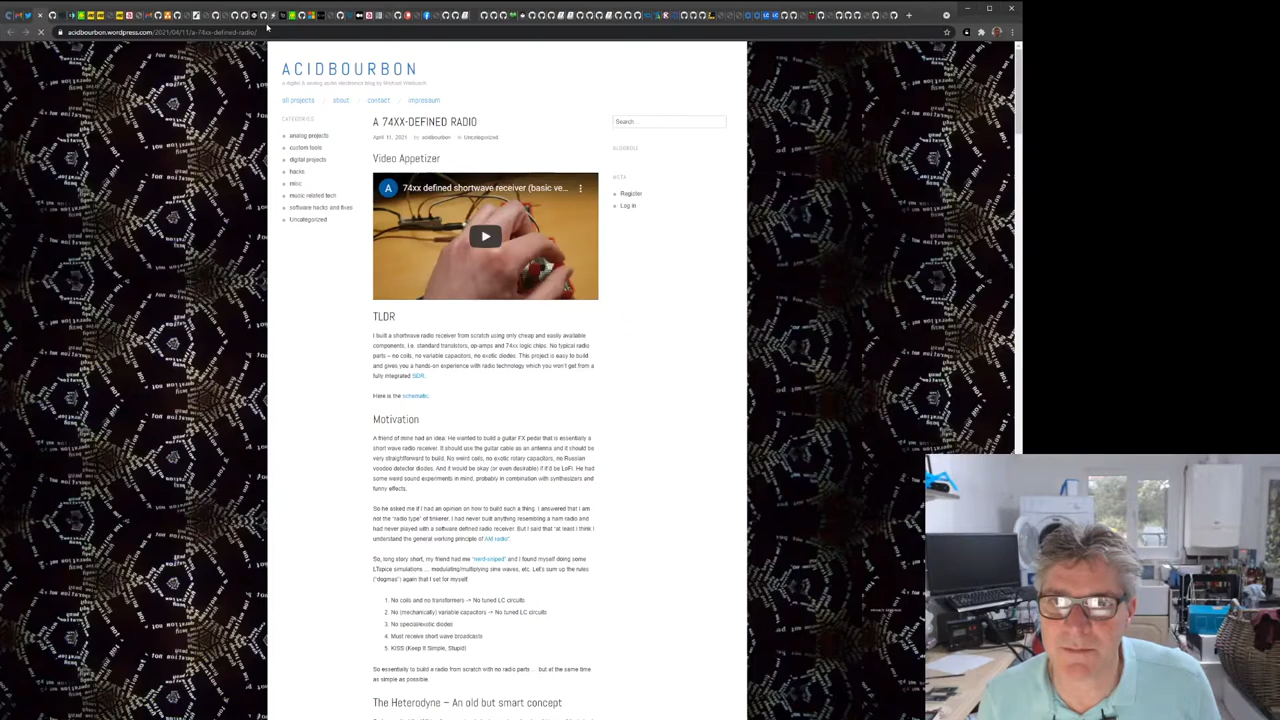 acidbourbon.wordpress.com/2021/04/11/a-74xx-defined-radio/
ACIDBOURBON
a digital & analog audio electronics blog by Michael Wiebusch
all projects / about / contact / impressum
CATEGORIES
analog projects
custom tools
digital projects
hacks
misc
music related tech
software hacks and fixes
Uncategorized
A 74XX-DEFINED RADIO
April 11, 2021 by acidbourbon in Uncategorized
Video Appetizer
A 74xx defined shortwave receiver (basic ve...
TLDR
I built a shortwave radio receiver from scratch using only cheap and easily available
components, i.e. standard transistors, op-amps and 74xx logic chips. No typical radio
parts – no coils, no variable capacitors, no exotic diodes. This project is easy to build
and gives you a hands-on experience with radio technology which you won't get from a
fully integrated SDR.
Here is the schematic.
Motivation
A friend of mine had an idea. He wanted to build a guitar FX pedal that is essentially a
short wave radio receiver. It should use the guitar cable as an antenna and it should be
very straightforward to build. No weird coils, no exotic rotary capacitors, no Russian
voodoo detector diodes. And it would be okay (or even desirable) if it'd be LoFi. He had
some weird sound experiments in mind, probably in combination with synthesizers and
funny effects.
So he asked me if I had an opinion on how to build such a thing. I answered that I am
not the "radio type" of tinkerer. I had never built anything resembling a ham radio and
had never played with a software defined radio receiver. But I said that "at least I think I
understand the general working principle of AM radio".
So, long story short, my friend had me "nerd-sniped" and I found myself doing some
LTspice simulations ... modulating/multiplying sine waves, etc. Let's sum up the rules
("dogmas") again that I set for myself.
1. No coils and no transformers -> No tuned LC circuits
2. No (mechanically) variable capacitors -> No tuned LC circuits
3. No special/exotic diodes
4. Must receive short wave broadcasts
5. KISS (Keep It Simple, Stupid)
So essentially to build a radio from scratch with no radio parts ... but at the same time
as simple as possible.
The Heterodyne – An old but smart concept
Search...
BLOGROLL
META
Register
Log in